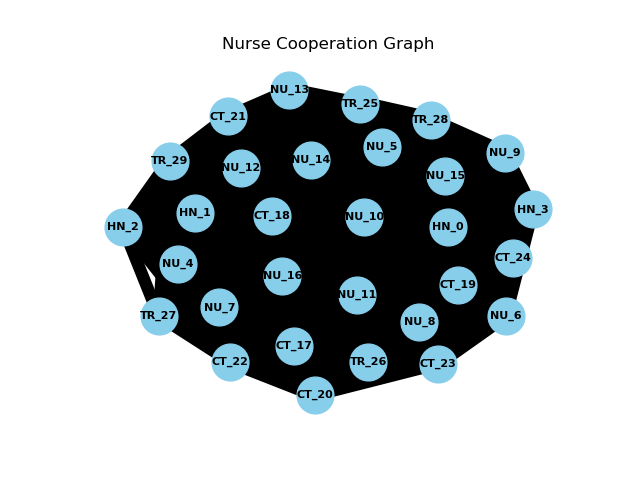 Nurse Cooperation Graph
NU_13
TR_25
CT_21
TR_28
NU_5
NU_9
TR_29
NU_14
NU_12
NU_15
HN_3
HN_1
CT_18
NU_10
HN_2
HN_0
CT_24
NU_4
NU_16
CT_19
NU_11
NU_7
TR_27
NU_6
NU_8
CT_17
CT_22
TR_26
CT_23
CT_20